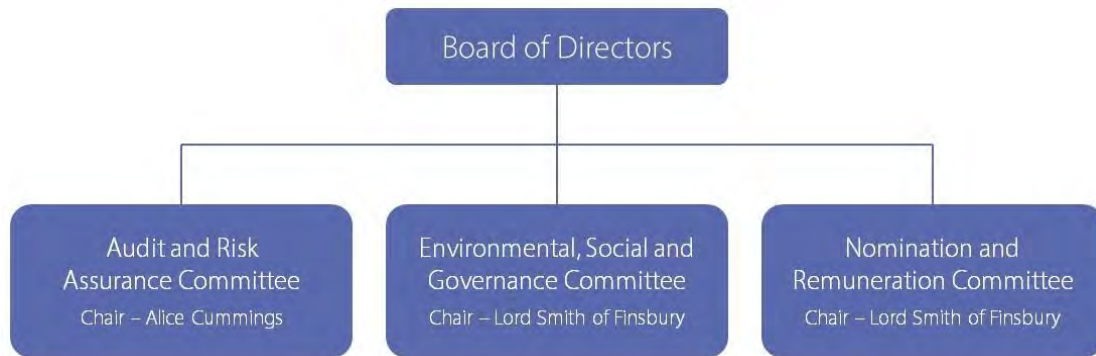 Board of Directors
Audit and Risk
Assurance Committee
Chair – Alice Cummings
Environmental, Social and
Governance Committee
Chair – Lord Smith of Finsbury
Nomination and
Remuneration Committee
Chair – Lord Smith of Finsbury